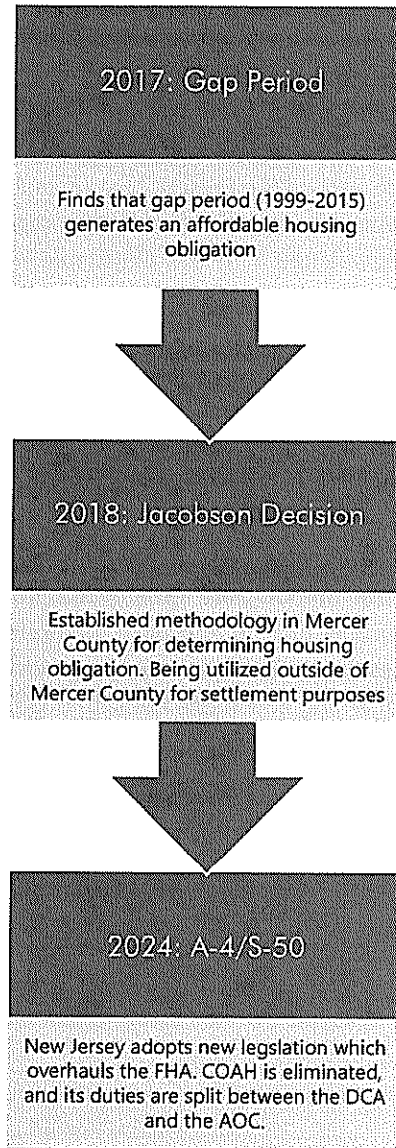 2017: Gap Period
Finds that gap period (1999-2015)
generates an affordable housing
obligation
2018: Jacobson Decision
Established methodology in Mercer
County for determining housing
obligation. Being utilized outside of
Mercer County for settlement purposes
2024: A-4/S-50
New Jersey adopts new legslation which
overhauls the FHA. COAH is eliminated,
and its duties are split between the DCA
and the AOC.